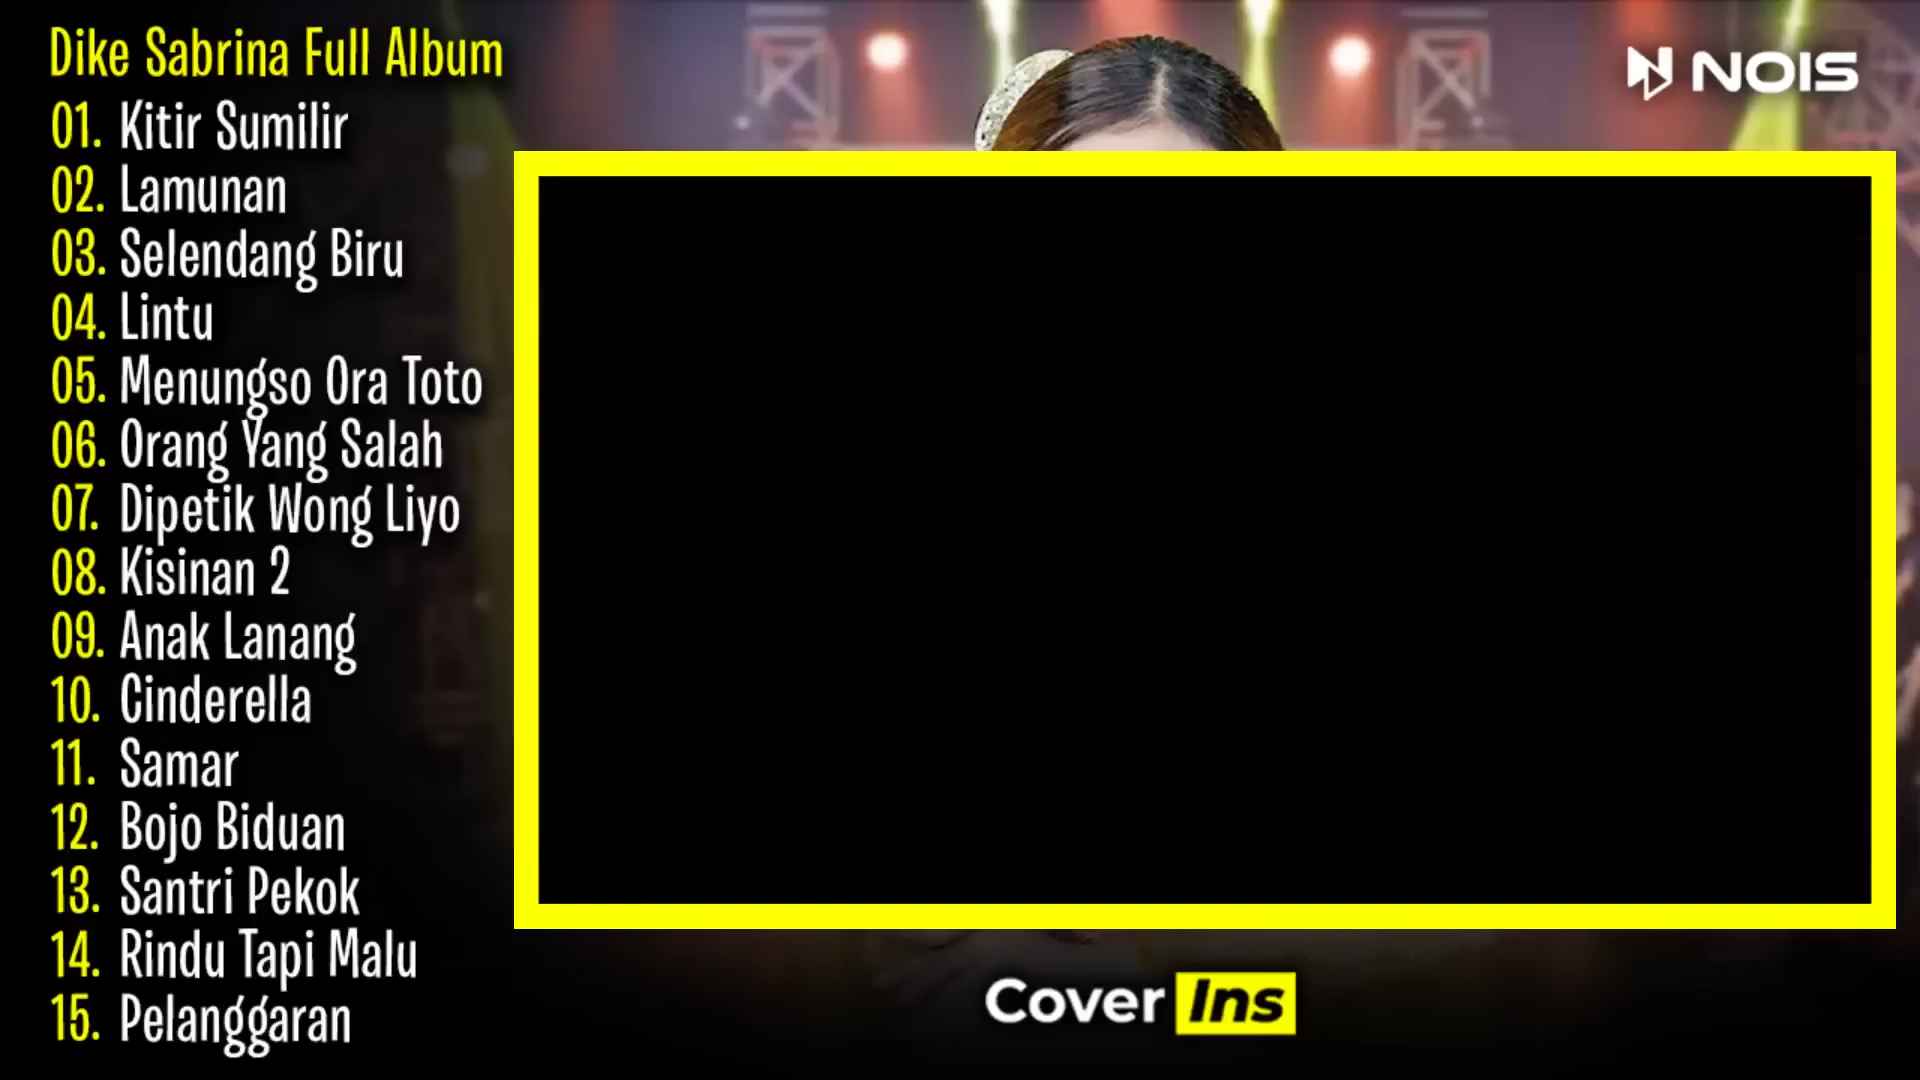 Dike Sabrina Full Album
01. Kitir Sumilir
02. Lamunan
03. Selendang Biru
04. Lintu
05. Menungso Ora Toto
06. Orang Yang Salah
07. Dipetik Wong Liyo
08. Kisinan 2
09. Anak Lanang
10. Cinderella
11. Samar
12. Bojo Biduan
13. Santri Pekok
14. Rindu Tapi Malu
15. Pelanggaran
NOIS
Cover Ins